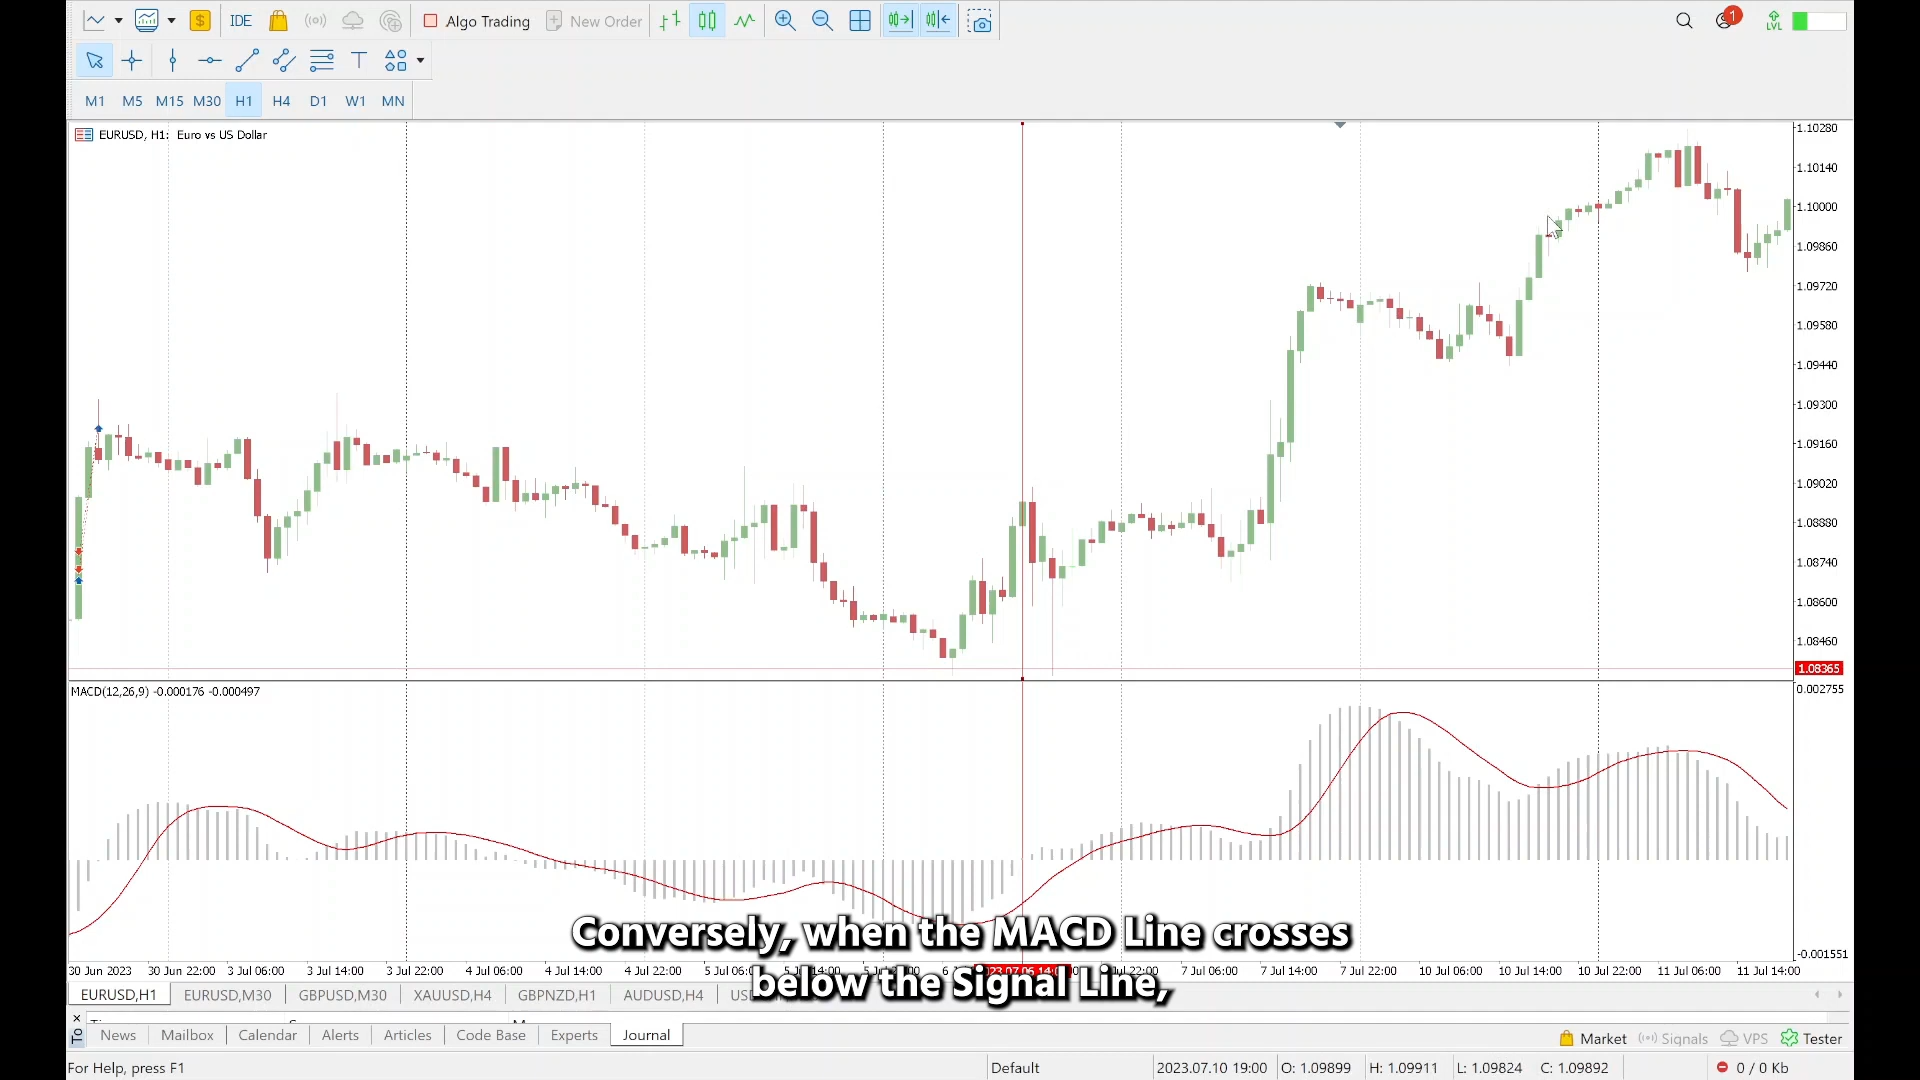 IDE
Algo Trading
New Order
1
LVL
M1 M5 M15 M30 H1 H4 D1 W1 MN
EURUSD, H1: Euro vs US Dollar
1.10280
1.10140
1.10000
1.09860
1.09720
1.09580
1.09440
1.09300
1.09160
1.09020
1.08880
1.08740
1.08600
1.08460
1.08365
MACD(12,26,9) -0.000176 -0.000497
0.002755
-0.001551
Conversely, when the MACD Line crosses
below the Signal Line,
30 Jun 2023 30 Jun 22:00 3 Jul 06:00 3 Jul 14:00 3 Jul 22:00 4 Jul 06:00 4 Jul 14:00 4 Jul 22:00 7 Jul 06:00 7 Jul 14:00 7 Jul 22:00 10 Jul 06:00 10 Jul 14:00 10 Jul 22:00 11 Jul 06:00 11 Jul 14:00
EURUSD,H1 EURUSD,M30 GBPUSD,M30 XAUUSD,H4 GBPNZD,H1 AUDUSD,H4
News Mailbox Calendar Alerts Articles Code Base Experts Journal
Market Signals VPS Tester
For Help, press F1
Default
2023.07.10 19:00 O: 1.09899 H: 1.09911 L: 1.09824 C: 1.09892
0 / 0 Kb